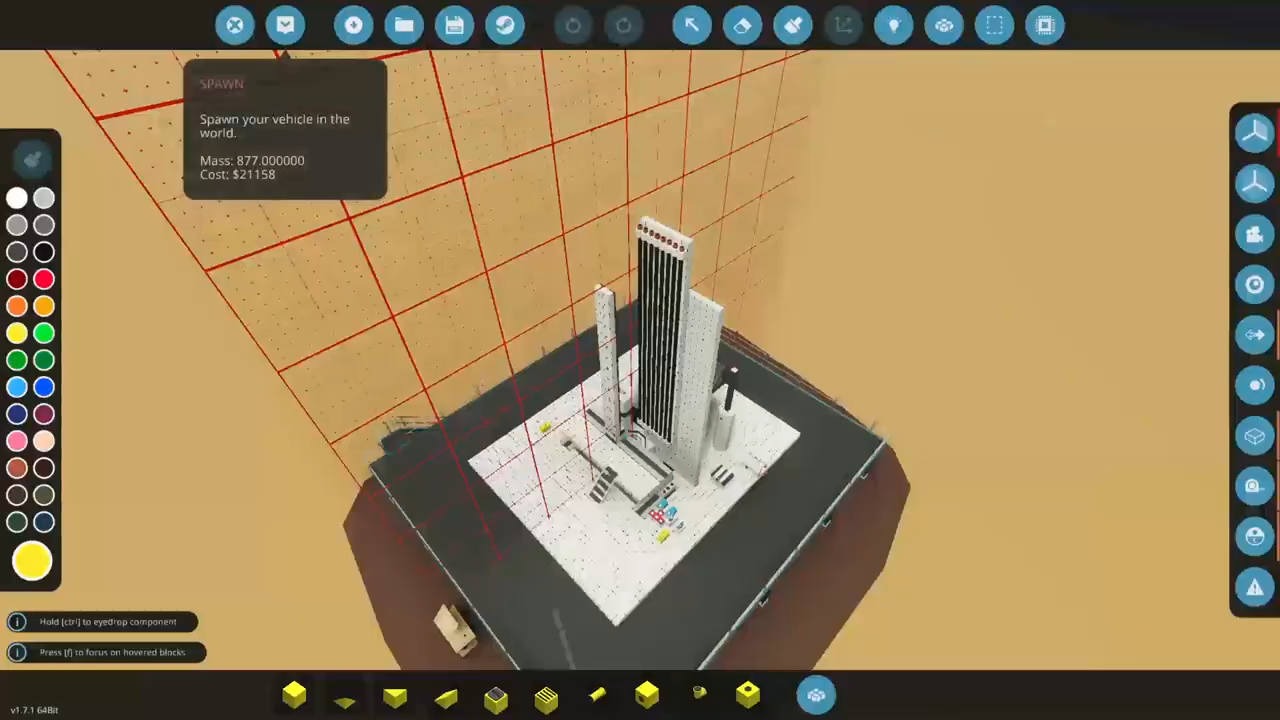 SPAWN
Spawn your vehicle in the
world.
Mass: 877.000000
Cost: $21158
Hold [ctrl] to eyedrop component
Press [f] to focus on hovered blocks
v1.7.1 64Bit